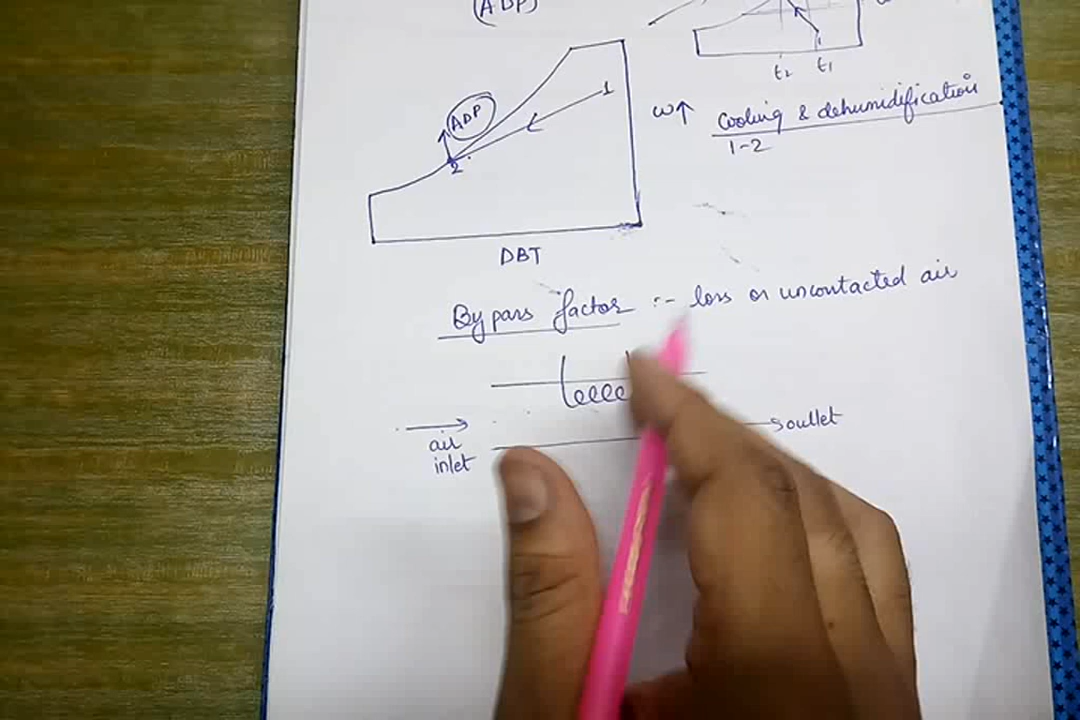 (ADP)
t2 t1
ADP
1
2
ω↑
Cooling & dehumidification
1-2
DBT
By pass factor :- loss or uncontacted air
air
inlet
outlet